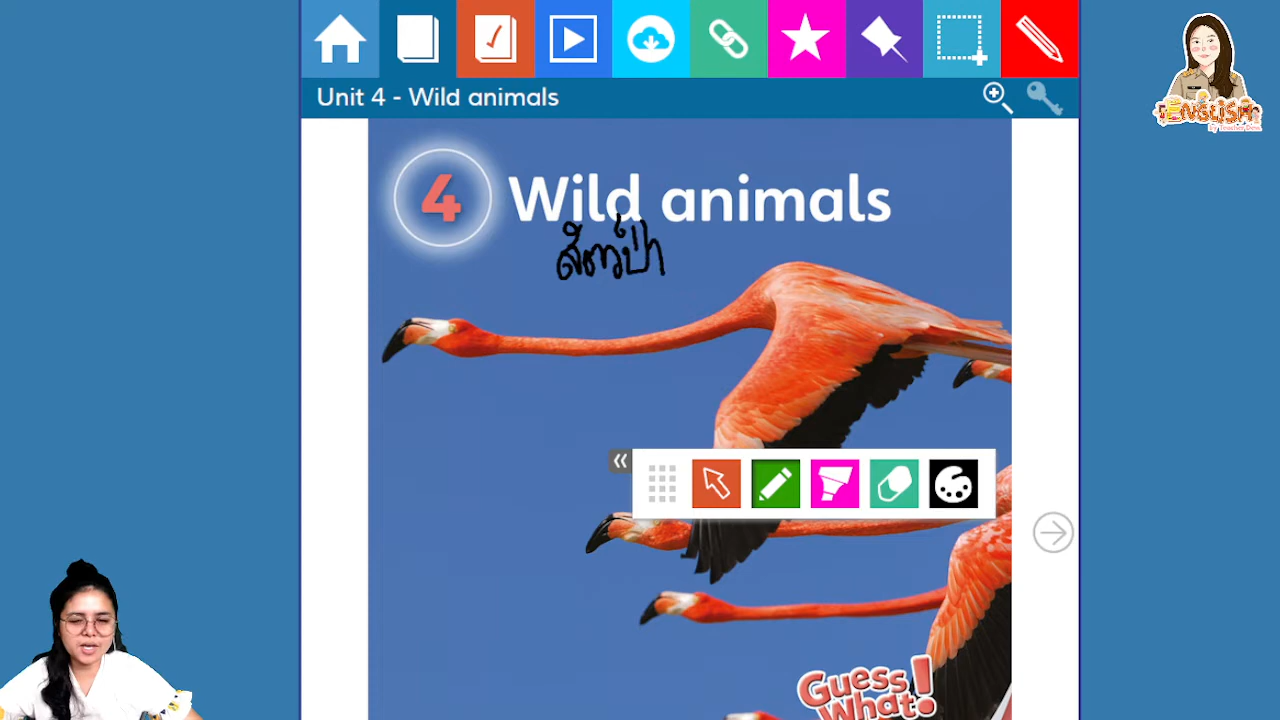 Unit 4 - Wild animals
ENGLISH
4 Wild animals
สัตว์ป่า
Guess
What!